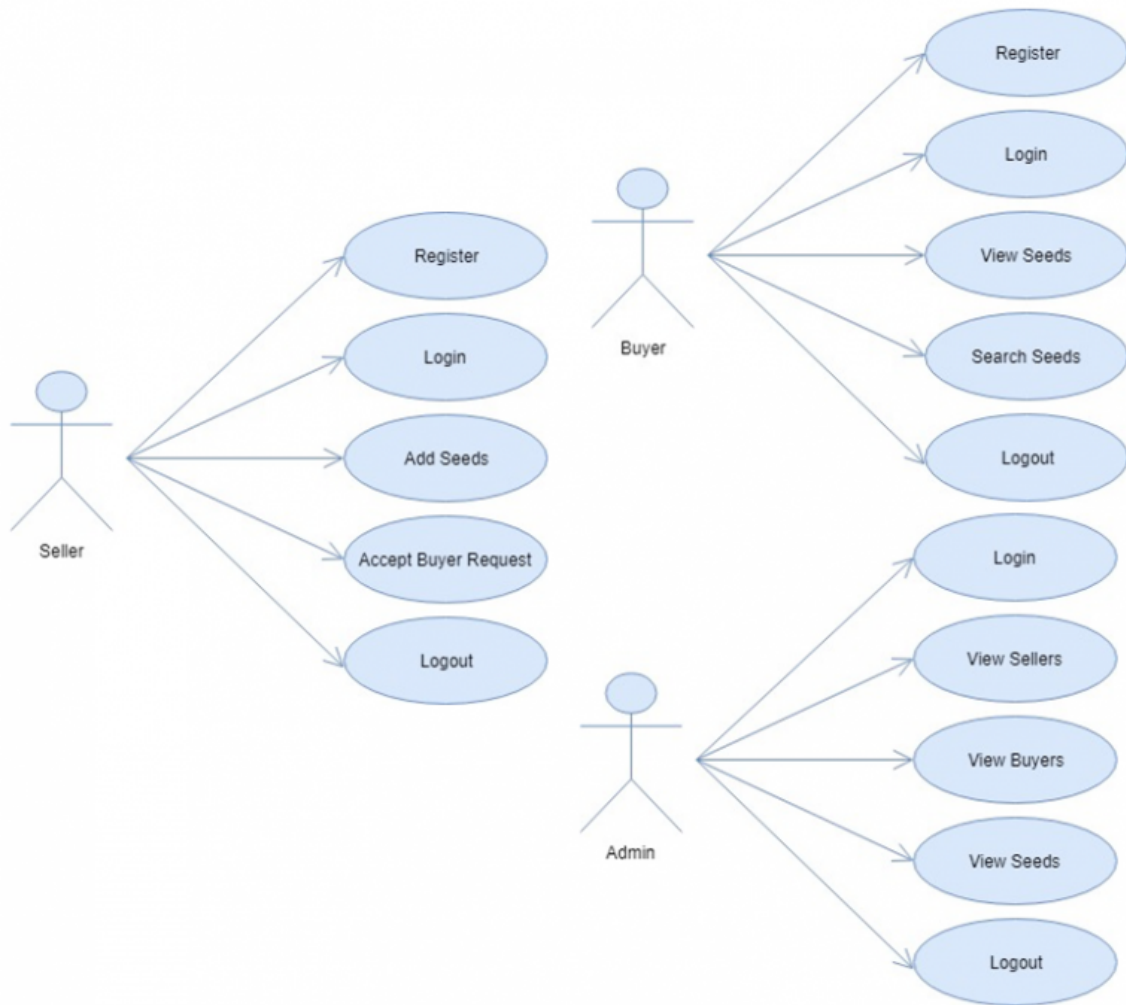 Seller
Register
Login
Add Seeds
Accept Buyer Request
Logout
Buyer
Register
Login
View Seeds
Search Seeds
Logout
Admin
Login
View Sellers
View Buyers
View Seeds
Logout